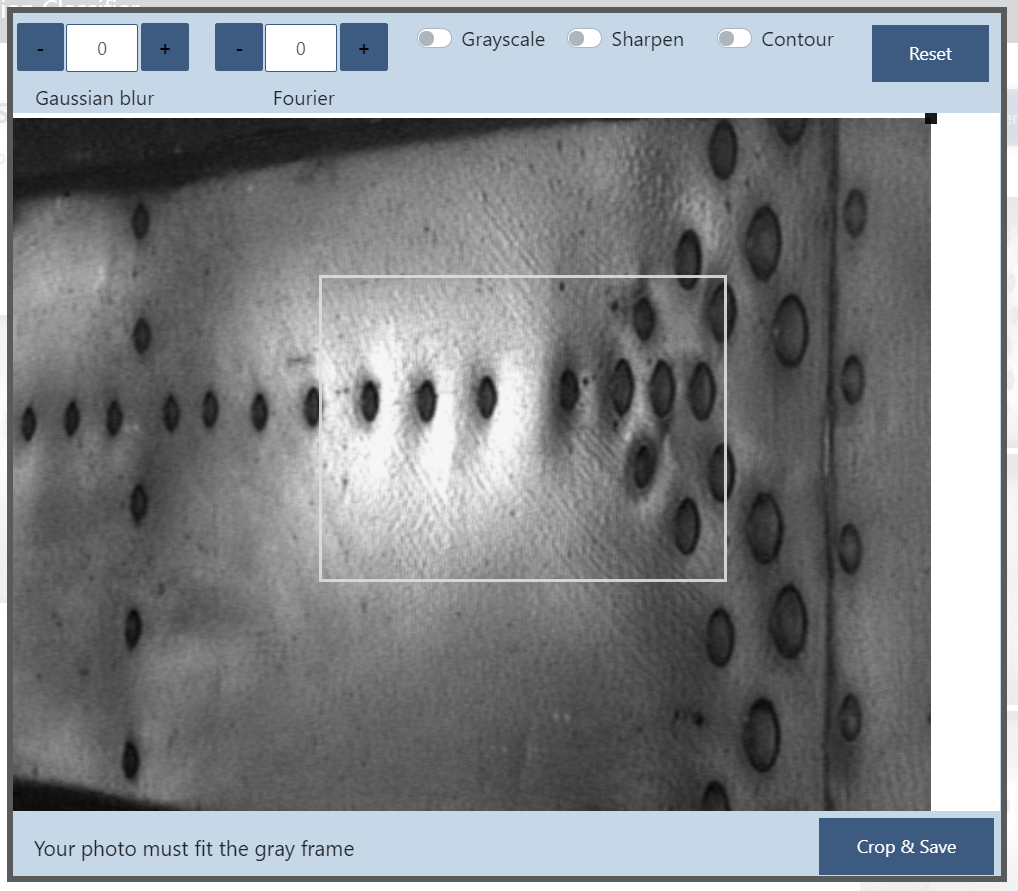 - 0 + - 0 + Grayscale Sharpen Contour Reset
Gaussian blur Fourier
Your photo must fit the gray frame Crop & Save